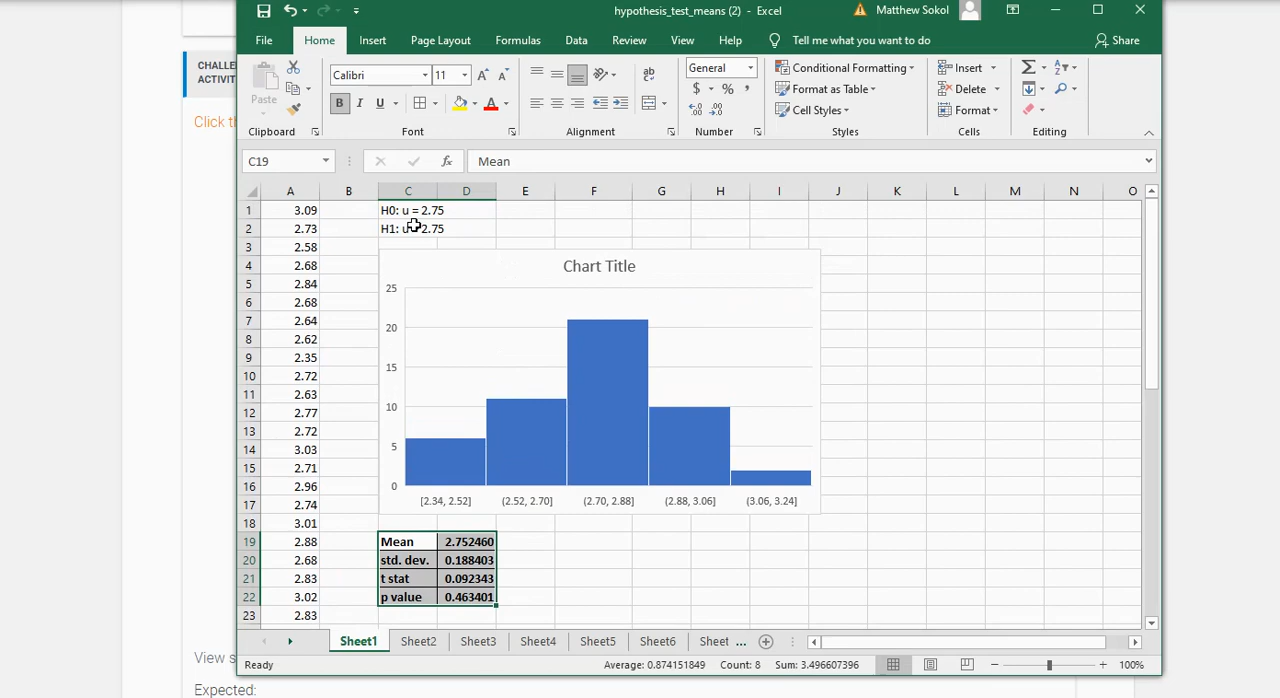 hypothesis_test_means (2) - Excel
Matthew Sokol
File Home Insert Page Layout Formulas Data Review View Help Tell me what you want to do Share
CHALLE
ACTIVIT
Click th
View s
Expected:
Paste
Calibri 11
B I U
ab
General
$ % ,
Conditional Formatting
Format as Table
Cell Styles
Insert
Delete
Format
Clipboard Font Alignment Number Styles Cells Editing
C19 fx Mean
A B C D E F G H I J K L M N O
1 3.09 H0: u = 2.75
2 2.73 H1: u 2.75
3 2.58
4 2.68
5 2.84
6 2.68
7 2.64
8 2.62
9 2.35
10 2.72
11 2.63
12 2.77
13 2.72
14 3.03
15 2.71
16 2.96
17 2.74
18 3.01
19 2.88 Mean 2.752460
20 2.68 std. dev. 0.188403
21 2.83 t stat 0.092343
22 3.02 p value 0.463401
23 2.83
Chart Title
25
20
15
10
5
0
[2.34, 2.52] (2.52, 2.70] (2.70, 2.88] (2.88, 3.06] (3.06, 3.24]
Sheet1 Sheet2 Sheet3 Sheet4 Sheet5 Sheet6 Sheet ...
Ready Average: 0.874151849 Count: 8 Sum: 3.496607396 100%